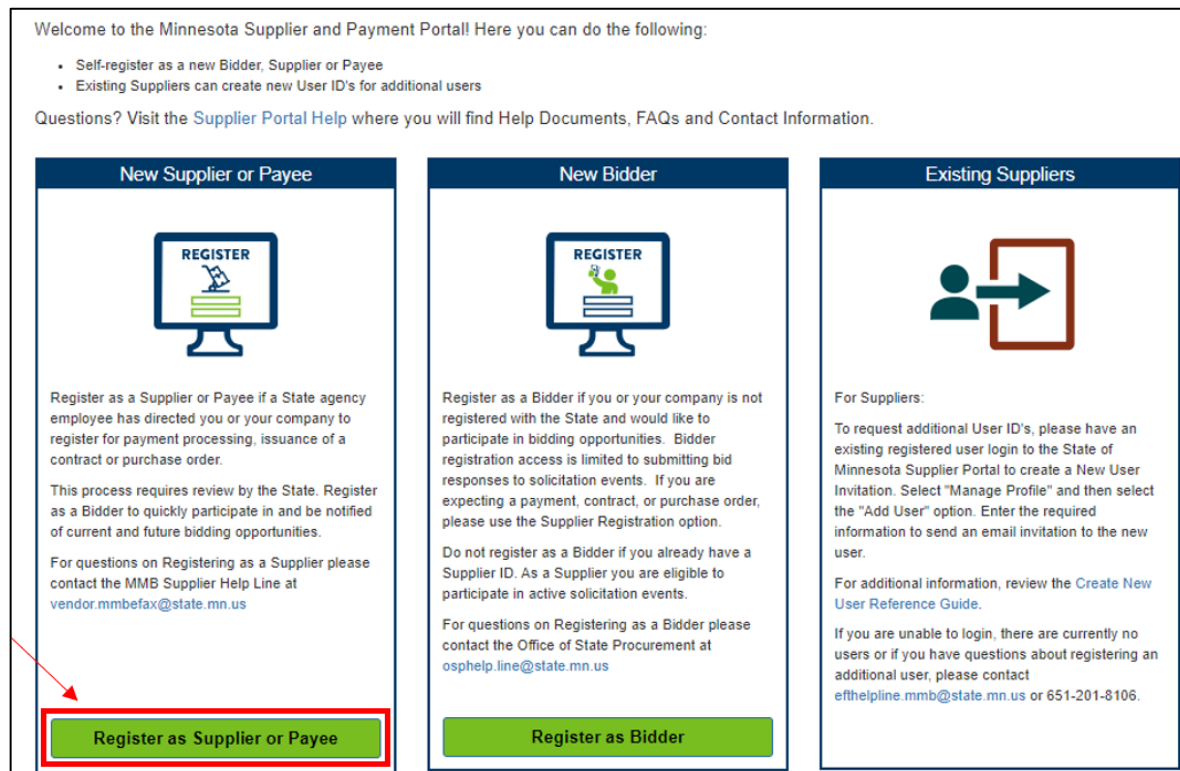 Welcome to the Minnesota Supplier and Payment Portal! Here you can do the following:
• Self-register as a new Bidder, Supplier or Payee
• Existing Suppliers can create new User ID's for additional users
Questions? Visit the Supplier Portal Help where you will find Help Documents, FAQs and Contact Information.
New Supplier or Payee
REGISTER
Register as a Supplier or Payee if a State agency
employee has directed you or your company to
register for payment processing, issuance of a
contract or purchase order.
This process requires review by the State. Register
as a Bidder to quickly participate in and be notified
of current and future bidding opportunities.
For questions on Registering as a Supplier please
contact the MMB Supplier Help Line at
vendor.mmbefax@state.mn.us
Register as Supplier or Payee
New Bidder
REGISTER
Register as a Bidder if you or your company is not
registered with the State and would like to
participate in bidding opportunities. Bidder
registration access is limited to submitting bid
responses to solicitation events. If you are
expecting a payment, contract, or purchase order,
please use the Supplier Registration option.
Do not register as a Bidder if you already have a
Supplier ID. As a Supplier you are eligible to
participate in active solicitation events.
For questions on Registering as a Bidder please
contact the Office of State Procurement at
osphelp.line@state.mn.us
Register as Bidder
Existing Suppliers
For Suppliers:
To request additional User ID's, please have an
existing registered user login to the State of
Minnesota Supplier Portal to create a New User
Invitation. Select "Manage Profile" and then select
the "Add User" option. Enter the required
information to send an email invitation to the new
user.
For additional information, review the Create New
User Reference Guide.
If you are unable to login, there are currently no
users or if you have questions about registering an
additional user, please contact
efthelpline.mmb@state.mn.us or 651-201-8106.